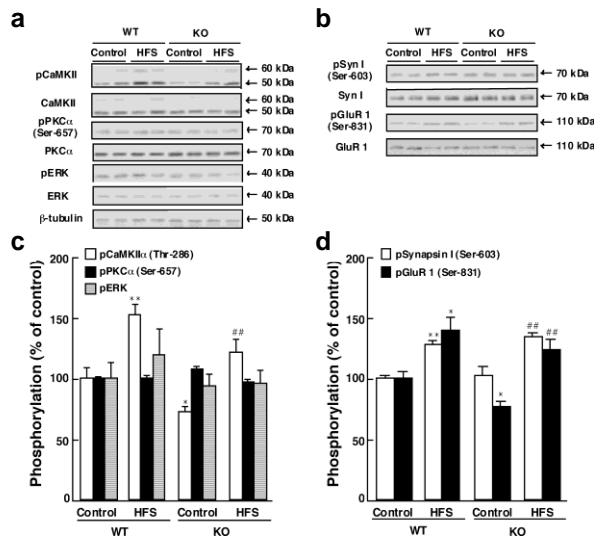 a
WT KO
Control HFS Control HFS
pCaMKII ← 60 kDa
← 50 kDa
CaMKII ← 60 kDa
← 50 kDa
pPKCα
(Ser-657) ← 70 kDa
PKCα ← 70 kDa
pERK ← 40 kDa
ERK ← 40 kDa
β-tubulin ← 50 kDa
b
WT KO
Control HFS Control HFS
pSyn I
(Ser-603) ← 70 kDa
Syn I ← 70 kDa
pGluR 1
(Ser-831) ← 110 kDa
GluR 1 ← 110 kDa
c
pCaMKIIα (Thr-286)
pPKCα (Ser-657)
pERK
Phosphorylation (% of control)
200
150
100
50
0
**
*
##
Control HFS Control HFS
WT KO
d
pSynapsin I (Ser-603)
pGluR 1 (Ser-831)
Phosphorylation (% of control)
200
150
100
50
0
**
*
*
##
##
Control HFS Control HFS
WT KO